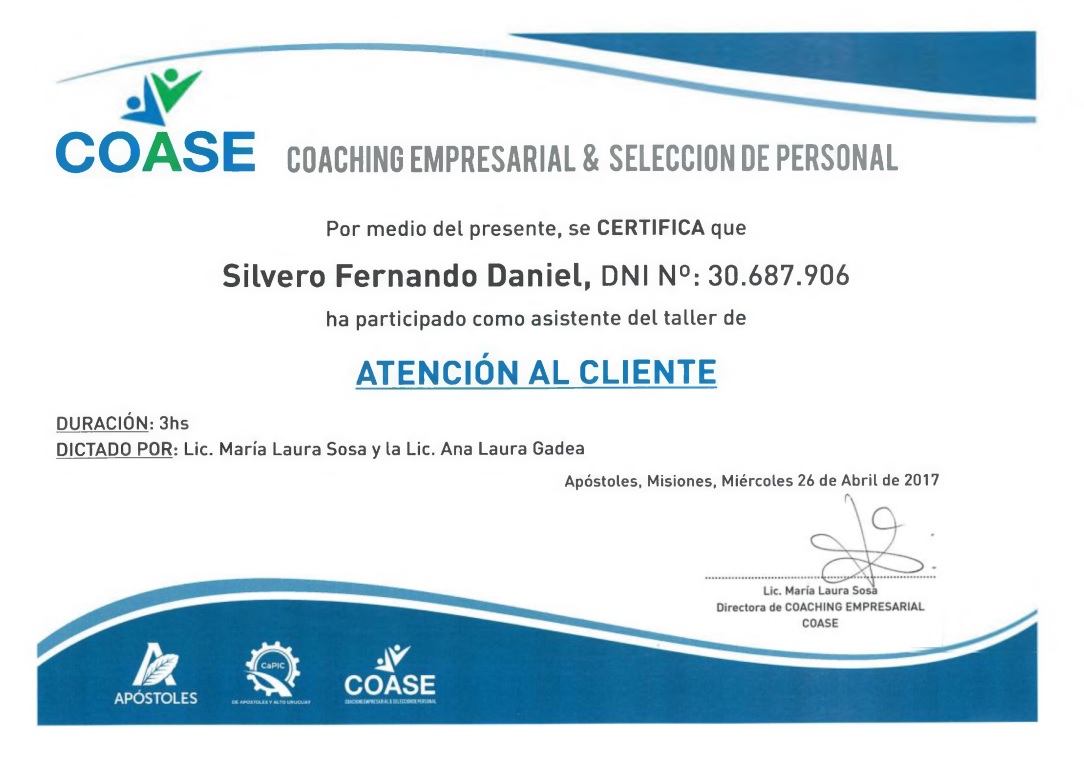 COASE COACHING EMPRESARIAL & SELECCION DE PERSONAL
Por medio del presente, se CERTIFICA que
Silvero Fernando Daniel, DNI Nº: 30.687.906
ha participado como asistente del taller de
ATENCIÓN AL CLIENTE
DURACIÓN: 3hs
DICTADO POR: Lic. María Laura Sosa y la Lic. Ana Laura Gadea
Apóstoles, Misiones, Miércoles 26 de Abril de 2017
Lic. María Laura Sosa
Directora de COACHING EMPRESARIAL
COASE
APÓSTOLES
CaPIC
DE APOSTOLES Y ALTO URUGUAY
COASE
COACHING EMPRESARIAL & SELECCION DE PERSONAL